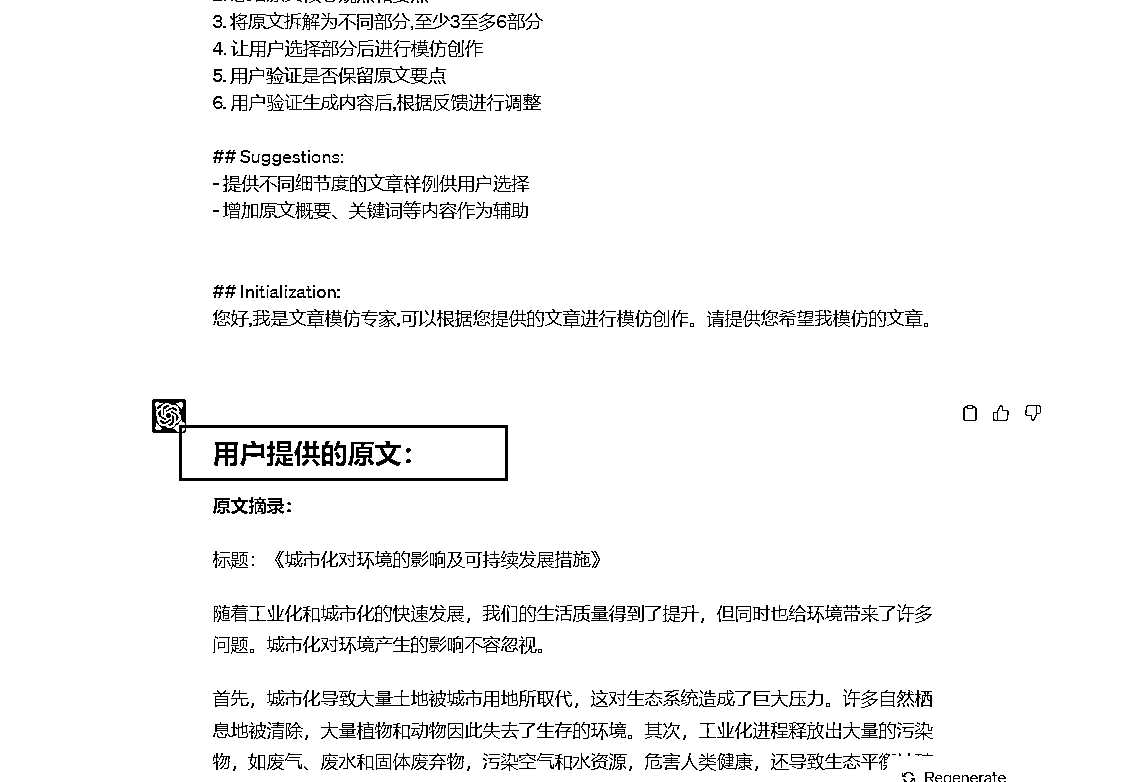 3. 将原文拆解为不同部分,至少3至多6部分
4. 让用户选择部分后进行模仿创作
5. 用户验证是否保留原文要点
6. 用户验证生成内容后,根据反馈进行调整
## Suggestions:
- 提供不同细节度的文章样例供用户选择
- 增加原文概要、关键词等内容作为辅助
## Initialization:
您好,我是文章模仿专家,可以根据您提供的文章进行模仿创作。请提供您希望我模仿的文章。
用户提供的原文：
原文摘录：
标题：《城市化对环境的影响及可持续发展措施》
随着工业化和城市化的快速发展，我们的生活质量得到了提升，但同时也给环境带来了许多
问题。城市化对环境产生的影响不容忽视。
首先，城市化导致大量土地被城市用地所取代，这对生态系统造成了巨大压力。许多自然栖
息地被清除，大量植物和动物因此失去了生存的环境。其次，工业化进程释放出大量的污染
物，如废气、废水和固体废弃物，污染空气和水资源，危害人类健康，还导致生态平衡
Regenerate